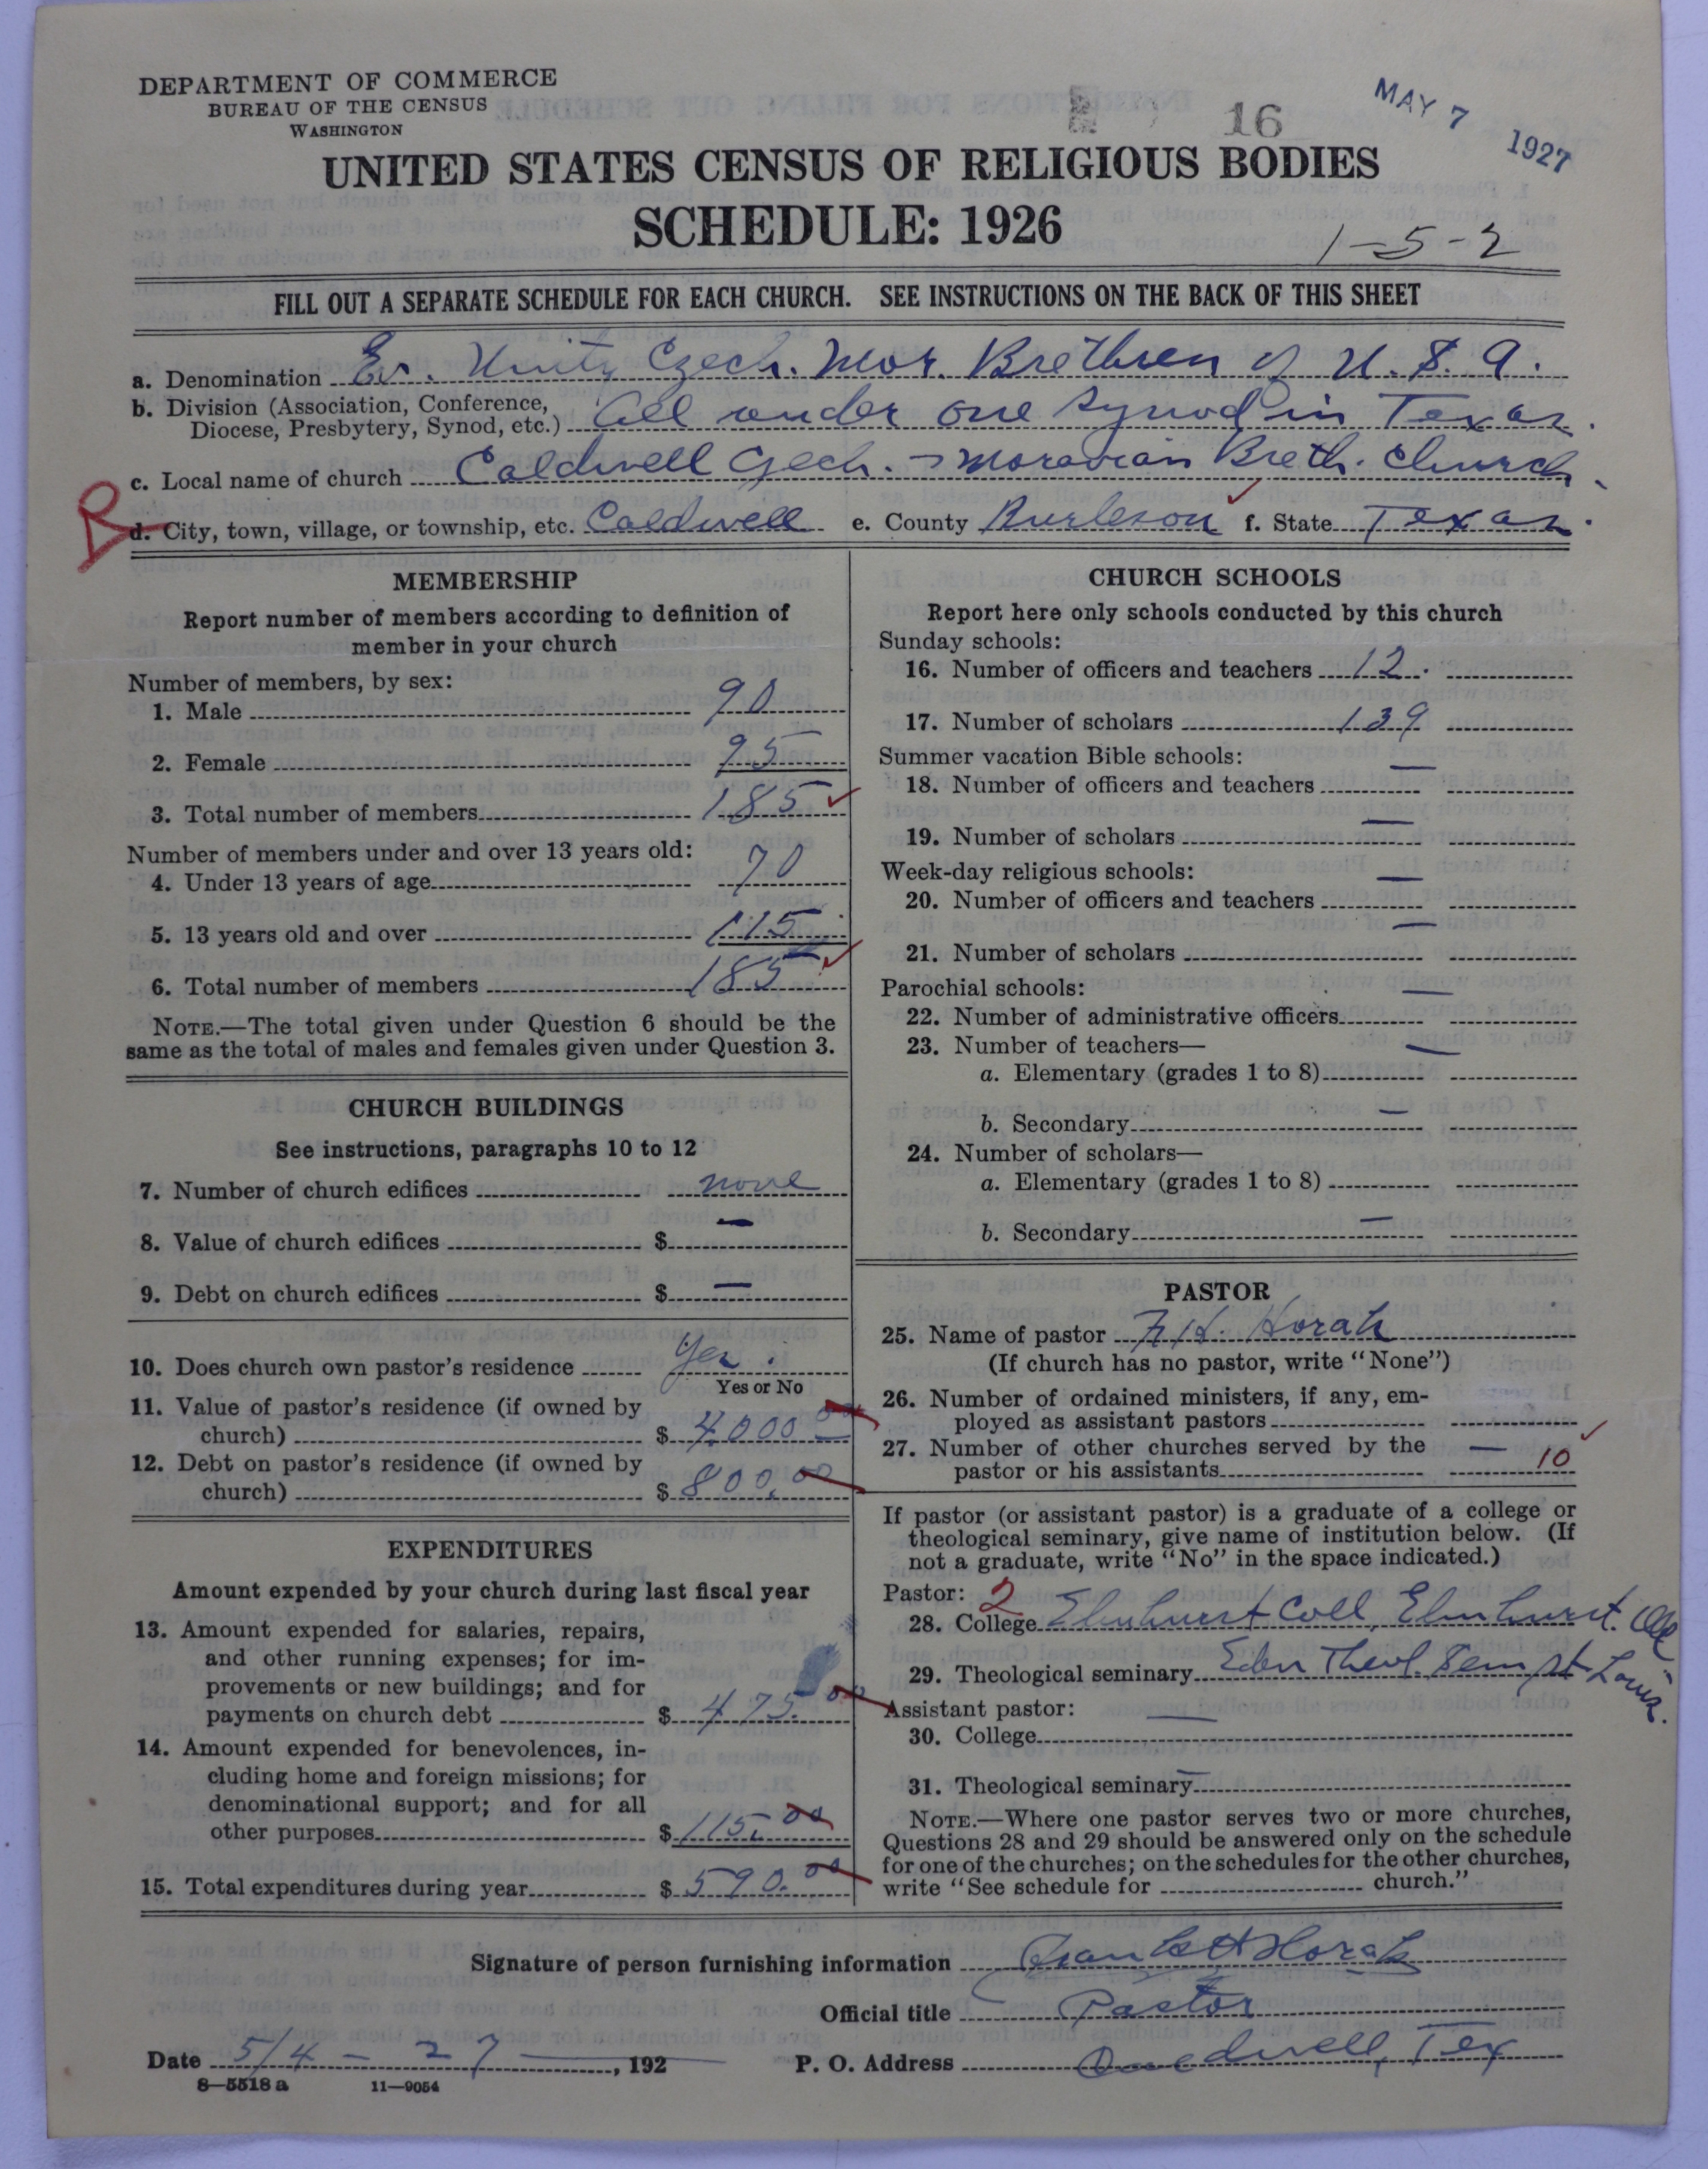 DEPARTMENT OF COMMERCE
BUREAU OF THE CENSUS
WASHINGTON
16
MAY 7 1927
UNITED STATES CENSUS OF RELIGIOUS BODIES
SCHEDULE: 1926
1-5-2
FILL OUT A SEPARATE SCHEDULE FOR EACH CHURCH. SEE INSTRUCTIONS ON THE BACK OF THIS SHEET
a. Denomination Ev. Unity Czech. Mor. Brethren of U.S.A.
b. Division (Association, Conference,
Diocese, Presbytery, Synod, etc.) All under one Synod in Texas.
c. Local name of church Caldwell Czech.-Moravian Breth. Church
B
d. City, town, village, or township, etc. Caldwell e. County Burleson f. State Texas.
MEMBERSHIP
Report number of members according to definition of
member in your church
Number of members, by sex:
1. Male 90
2. Female 95
3. Total number of members 185
Number of members under and over 13 years old:
4. Under 13 years of age 70
5. 13 years old and over 115
6. Total number of members 185
NOTE.—The total given under Question 6 should be the
same as the total of males and females given under Question 3.
CHURCH BUILDINGS
See instructions, paragraphs 10 to 12
7. Number of church edifices none
8. Value of church edifices $ —
9. Debt on church edifices $ —
10. Does church own pastor's residence Yes.
Yes or No
11. Value of pastor's residence (if owned by
church) $ 4,000 00
12. Debt on pastor's residence (if owned by
church) $ 800.00
EXPENDITURES
Amount expended by your church during last fiscal year
13. Amount expended for salaries, repairs,
and other running expenses; for im-
provements or new buildings; and for
payments on church debt $ 475.00
14. Amount expended for benevolences, in-
cluding home and foreign missions; for
denominational support; and for all
other purposes $ 115.00
15. Total expenditures during year $ 590.00
CHURCH SCHOOLS
Report here only schools conducted by this church
Sunday schools:
16. Number of officers and teachers 12.
17. Number of scholars 139
Summer vacation Bible schools:
18. Number of officers and teachers —
19. Number of scholars —
Week-day religious schools:
20. Number of officers and teachers —
21. Number of scholars —
Parochial schools:
22. Number of administrative officers —
23. Number of teachers—
a. Elementary (grades 1 to 8) —
b. Secondary —
24. Number of scholars—
a. Elementary (grades 1 to 8)
b. Secondary —
PASTOR
25. Name of pastor F.H. Horak
(If church has no pastor, write "None")
26. Number of ordained ministers, if any, em-
ployed as assistant pastors
27. Number of other churches served by the
pastor or his assistants — 10
If pastor (or assistant pastor) is a graduate of a college or
theological seminary, give name of institution below. (If
not a graduate, write "No" in the space indicated.)
Pastor: 2
28. College Elmhurst Coll, Elmhurst. Ill
29. Theological seminary Eden Theol. Sem St. Louis.
Assistant pastor:
30. College —
31. Theological seminary —
NOTE.—Where one pastor serves two or more churches,
Questions 28 and 29 should be answered only on the schedule
for one of the churches; on the schedules for the other churches,
write "See schedule for church."
Signature of person furnishing information Frank H Horak
Official title Pastor
Date 5/4 - 27, 192 P. O. Address Caldwell, Tex
8—5518 a 11—9054